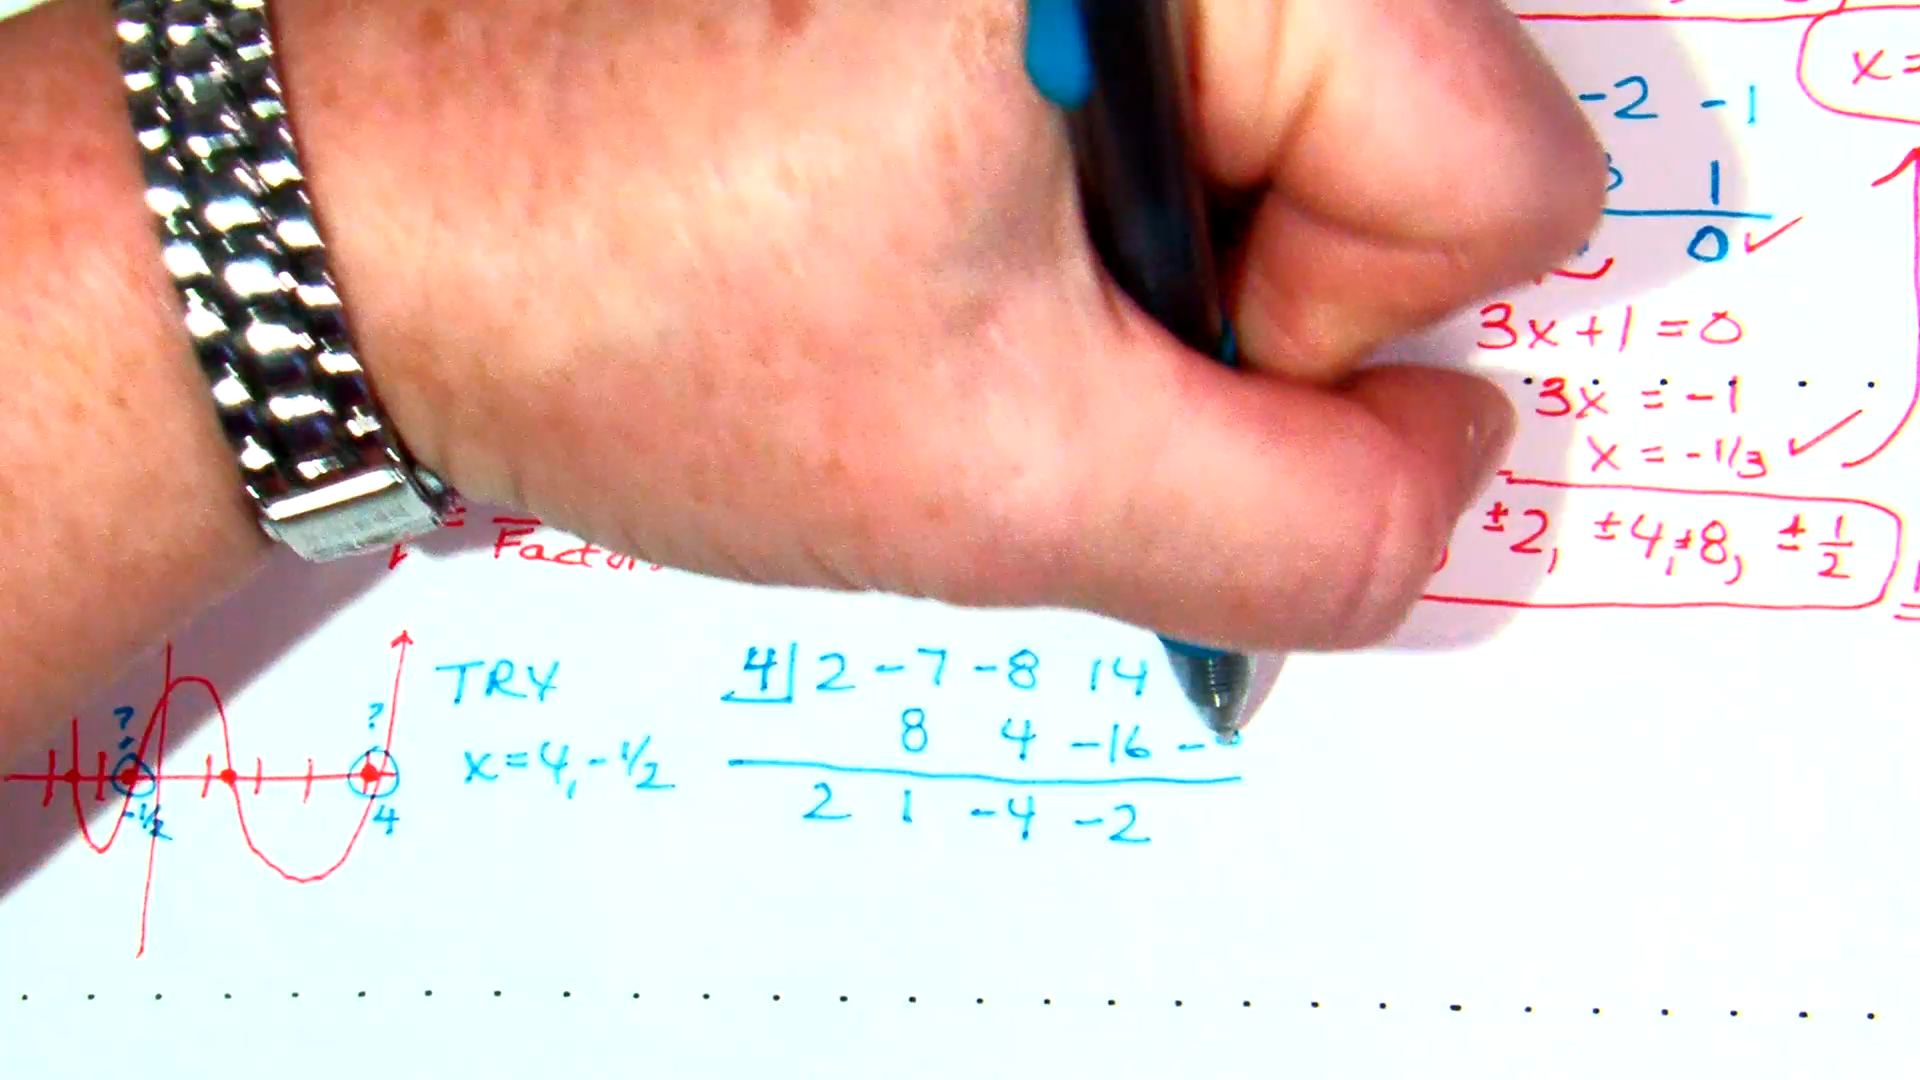 x=
-2 -1
1
0 ✓
3x+1=0
3x = -1
x = -1/3 ✓
±2, ±4, ±8, ± 1/2
? ?
-1/2 4
TRY
x=4, -1/2
4| 2 -7 -8 14
8 4 -16
2 1 -4 -2